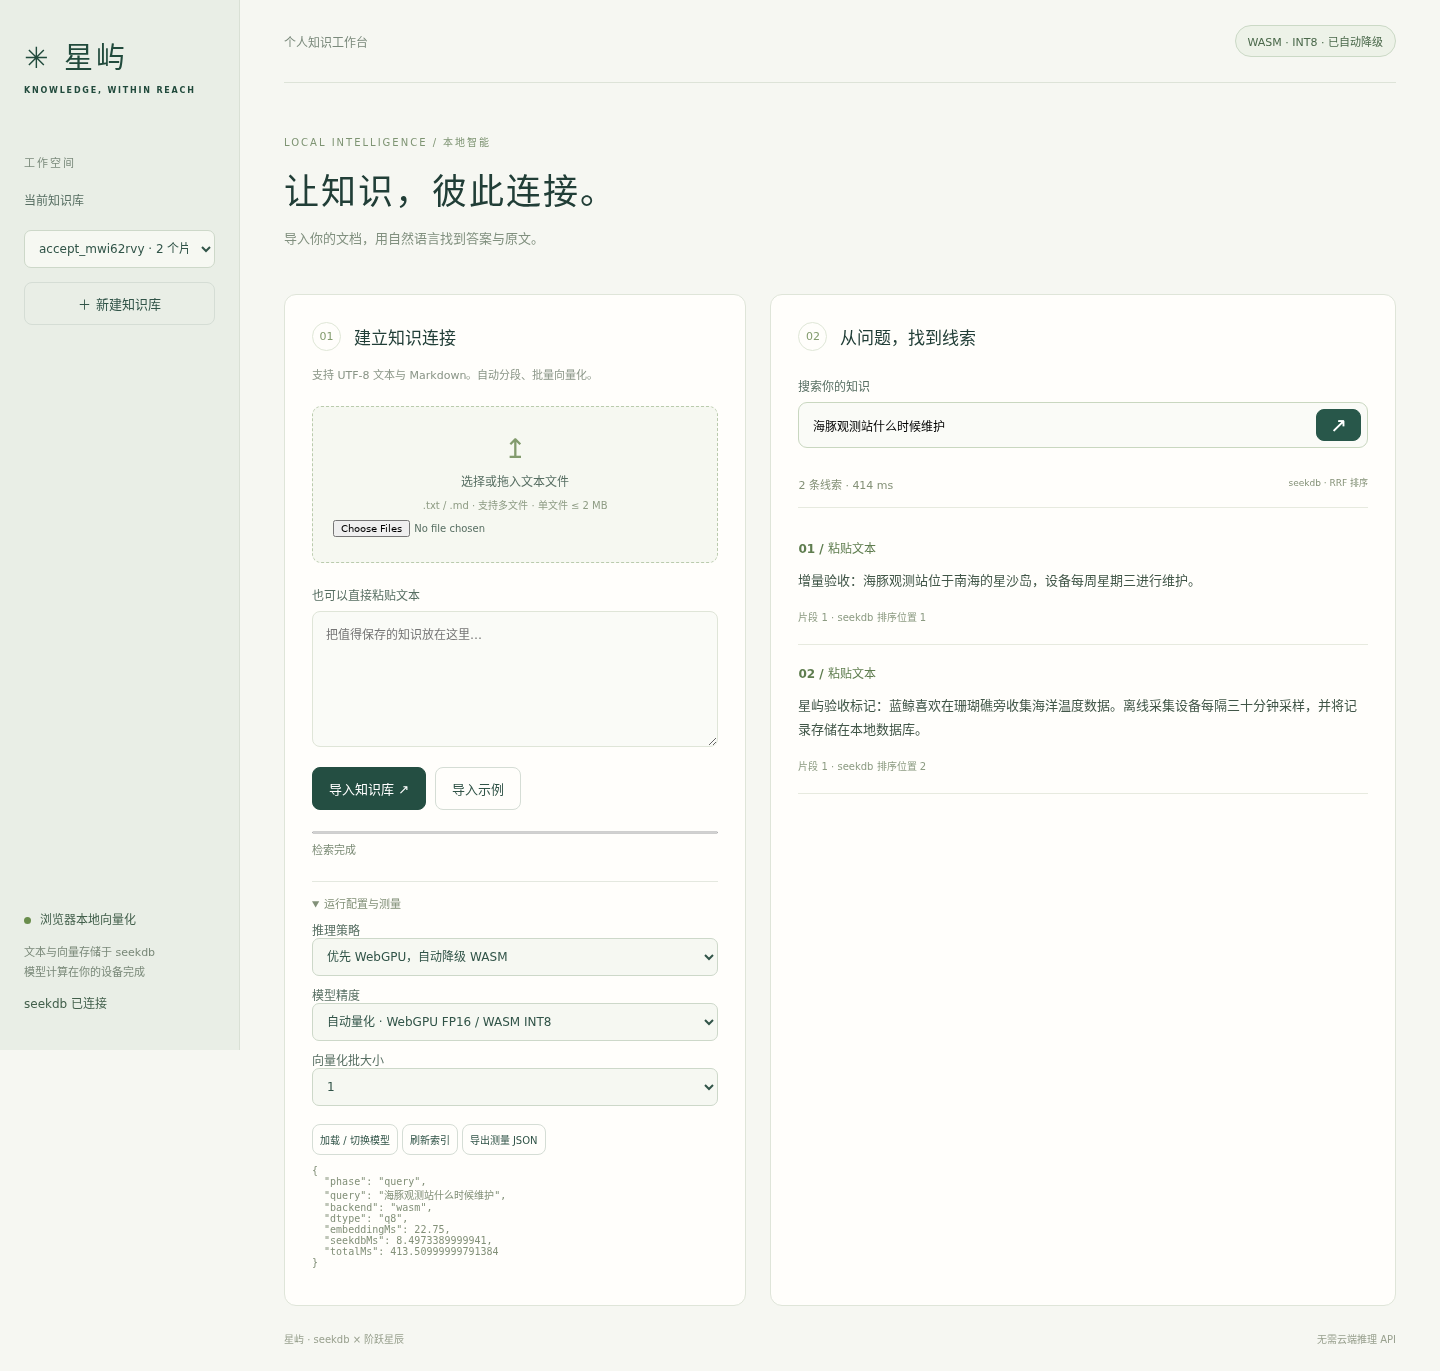 ✳ 星屿
KNOWLEDGE, WITHIN REACH
工作空间
当前知识库
accept_mwi62rvy · 2 个片
＋ 新建知识库
浏览器本地向量化
文本与向量存储于 seekdb
模型计算在你的设备完成
seekdb 已连接
个人知识工作台
WASM · INT8 · 已自动降级
LOCAL INTELLIGENCE / 本地智能
让知识，彼此连接。
导入你的文档，用自然语言找到答案与原文。
01 建立知识连接
支持 UTF-8 文本与 Markdown。自动分段、批量向量化。
↥
选择或拖入文本文件
.txt / .md · 支持多文件 · 单文件 ≤ 2 MB
Choose Files No file chosen
也可以直接粘贴文本
把值得保存的知识放在这里…
导入知识库 ↗ 导入示例
检索完成
▼ 运行配置与测量
推理策略
优先 WebGPU，自动降级 WASM
模型精度
自动量化 · WebGPU FP16 / WASM INT8
向量化批大小
1
加载 / 切换模型 刷新索引 导出测量 JSON
{
"phase": "query",
"query": "海豚观测站什么时候维护",
"backend": "wasm",
"dtype": "q8",
"embeddingMs": 22.75,
"seekdbMs": 8.4973389999941,
"totalMs": 413.50999999791384
}
02 从问题，找到线索
搜索你的知识
海豚观测站什么时候维护 ↗
2 条线索 · 414 ms seekdb · RRF 排序
01 / 粘贴文本
增量验收：海豚观测站位于南海的星沙岛，设备每周星期三进行维护。
片段 1 · seekdb 排序位置 1
02 / 粘贴文本
星屿验收标记：蓝鲸喜欢在珊瑚礁旁收集海洋温度数据。离线采集设备每隔三十分钟采样，并将记
录存储在本地数据库。
片段 1 · seekdb 排序位置 2
星屿 · seekdb × 阶跃星辰 无需云端推理 API